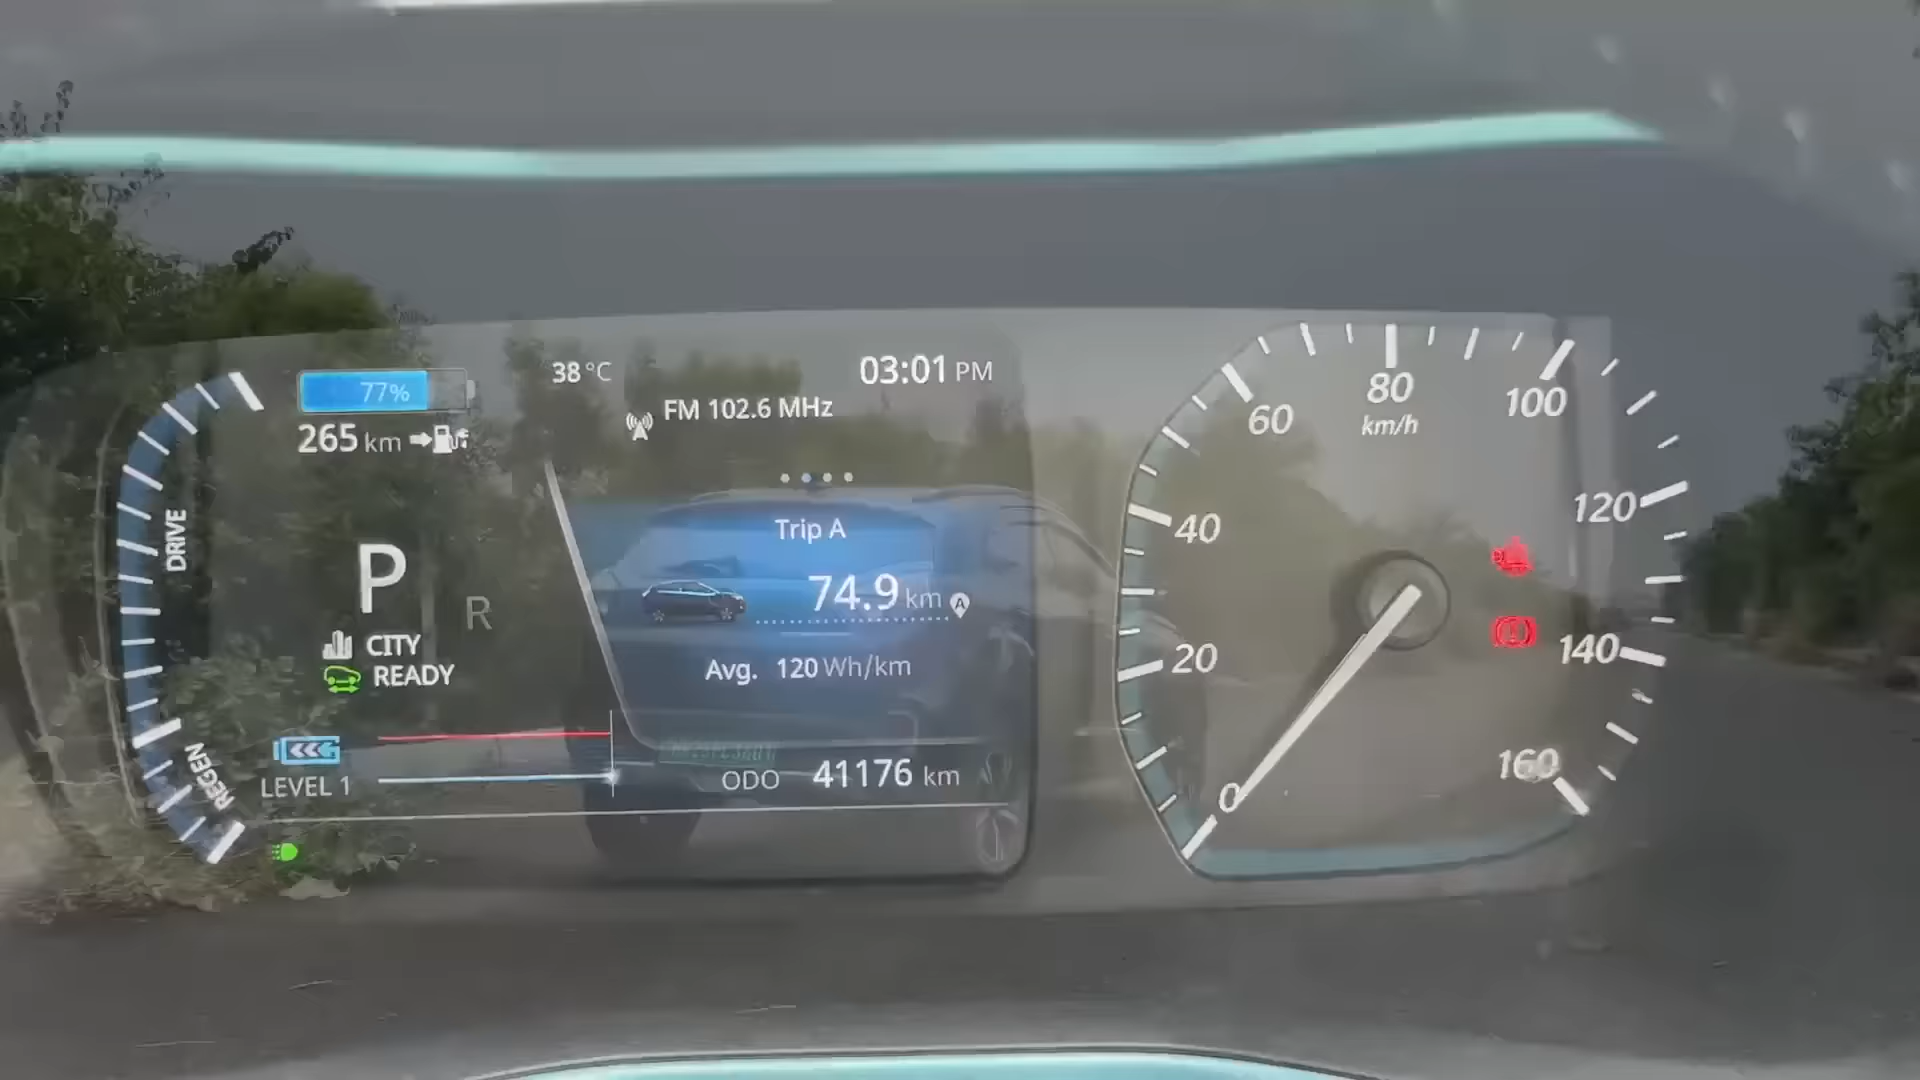 77%
38 °C
03:01 PM
265 km
FM 102.6 MHz
Trip A
74.9 km
A
Avg. 120 Wh/km
DRIVE
P
R
CITY
READY
REGEN
LEVEL 1
ODO 41176 km
0
20
40
60
80
km/h
100
120
140
160